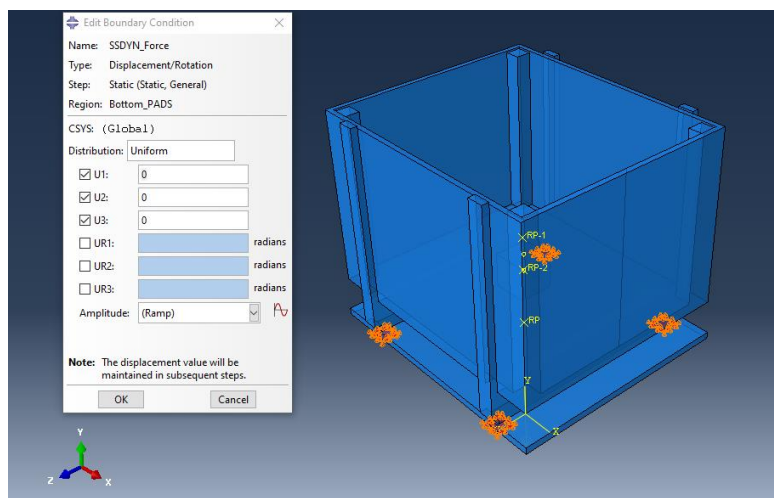 Edit Boundary Condition
Name: SSDYN_Force
Type: Displacement/Rotation
Step: Static (Static, General)
Region: Bottom_PADS
CSYS: (Global)
Distribution: Uniform
U1: 0
U2: 0
U3: 0
UR1: radians
UR2: radians
UR3: radians
Amplitude: (Ramp)
Note: The displacement value will be
maintained in subsequent steps.
OK Cancel
RP-1
RP-2
RP
Y
X
Y
Z
X